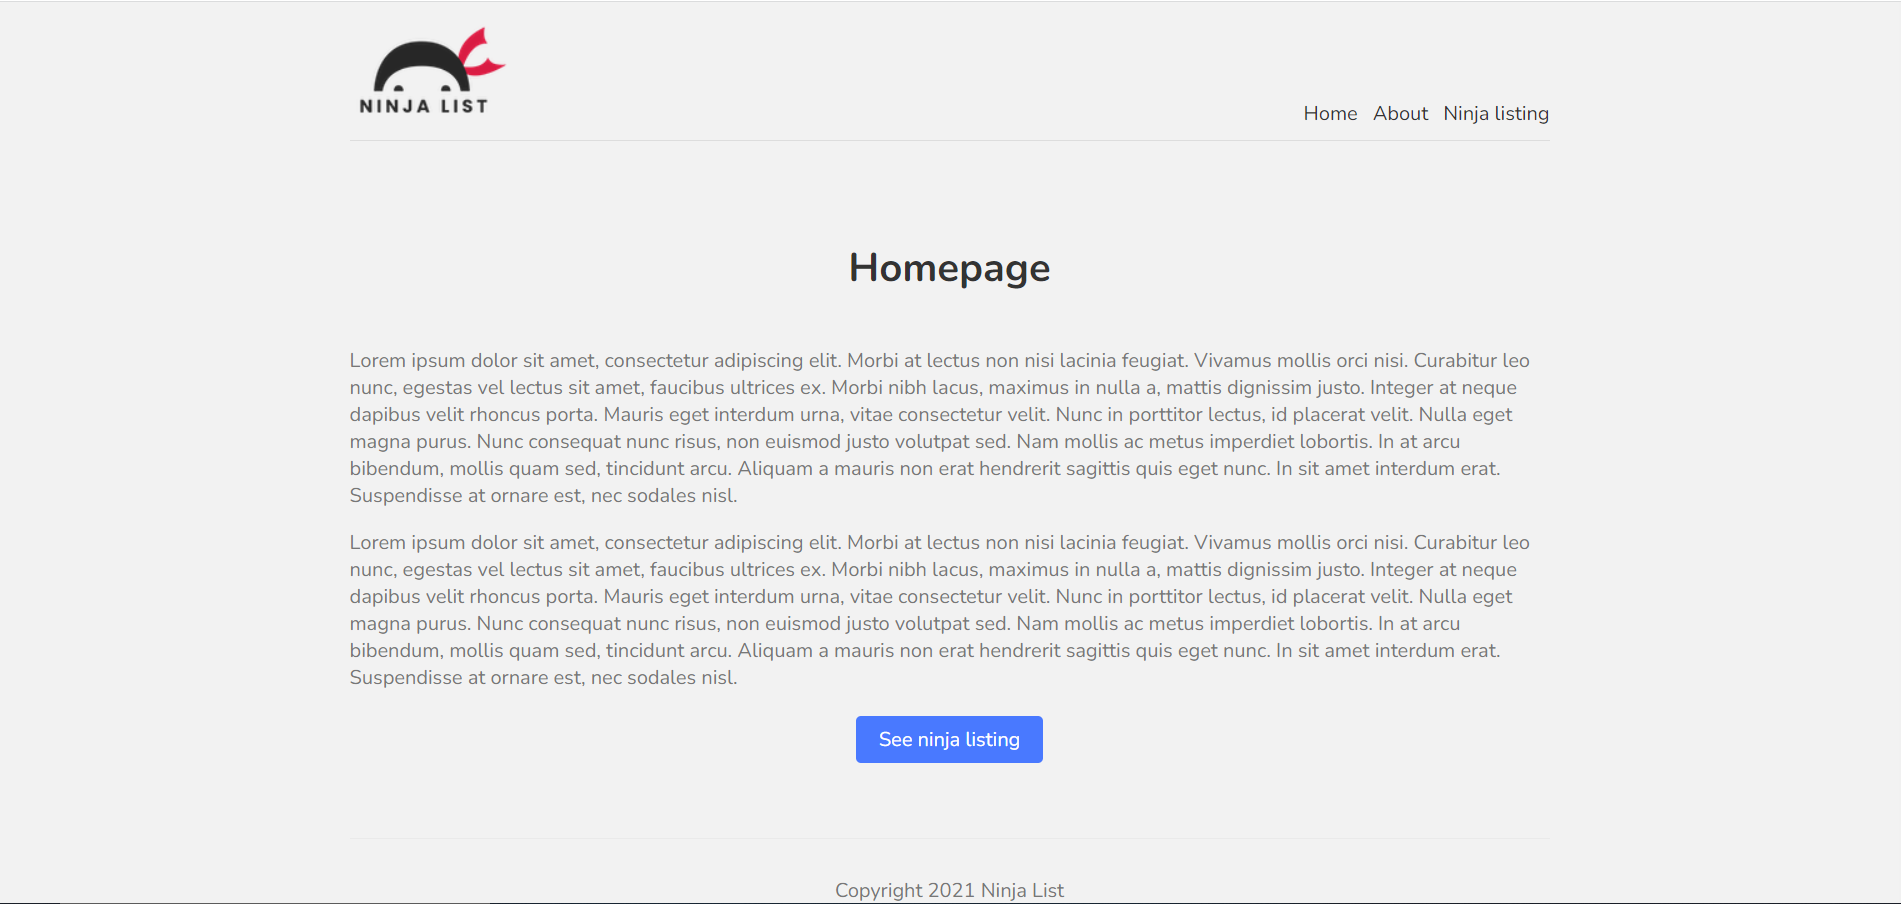 NINJA LIST
Home About Ninja listing
Homepage
Lorem ipsum dolor sit amet, consectetur adipiscing elit. Morbi at lectus non nisi lacinia feugiat. Vivamus mollis orci nisi. Curabitur leo
nunc, egestas vel lectus sit amet, faucibus ultrices ex. Morbi nibh lacus, maximus in nulla a, mattis dignissim justo. Integer at neque
dapibus velit rhoncus porta. Mauris eget interdum urna, vitae consectetur velit. Nunc in porttitor lectus, id placerat velit. Nulla eget
magna purus. Nunc consequat nunc risus, non euismod justo volutpat sed. Nam mollis ac metus imperdiet lobortis. In at arcu
bibendum, mollis quam sed, tincidunt arcu. Aliquam a mauris non erat hendrerit sagittis quis eget nunc. In sit amet interdum erat.
Suspendisse at ornare est, nec sodales nisl.
Lorem ipsum dolor sit amet, consectetur adipiscing elit. Morbi at lectus non nisi lacinia feugiat. Vivamus mollis orci nisi. Curabitur leo
nunc, egestas vel lectus sit amet, faucibus ultrices ex. Morbi nibh lacus, maximus in nulla a, mattis dignissim justo. Integer at neque
dapibus velit rhoncus porta. Mauris eget interdum urna, vitae consectetur velit. Nunc in porttitor lectus, id placerat velit. Nulla eget
magna purus. Nunc consequat nunc risus, non euismod justo volutpat sed. Nam mollis ac metus imperdiet lobortis. In at arcu
bibendum, mollis quam sed, tincidunt arcu. Aliquam a mauris non erat hendrerit sagittis quis eget nunc. In sit amet interdum erat.
Suspendisse at ornare est, nec sodales nisl.
See ninja listing
Copyright 2021 Ninja List